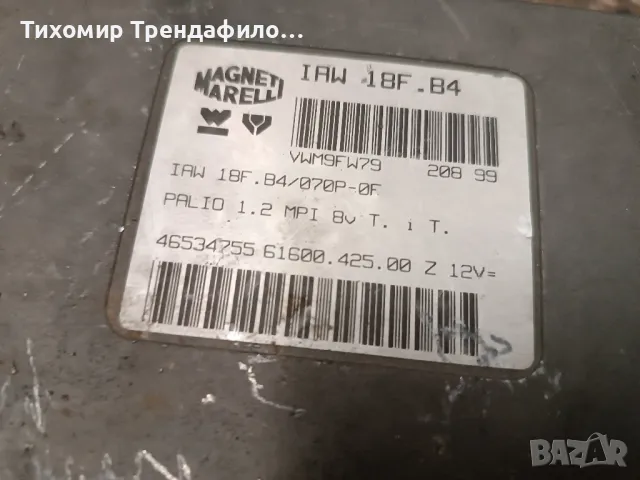 Тихомир Трендафило...
MAGNETI MARELLI
IAW 18F.B4
VWM9FW79 208 99
IAW 18F.B4/070P-0F
PALIO 1.2 MPI 8v T. i T.
46534755 61600.425.00 Z 12V=
BAZAR